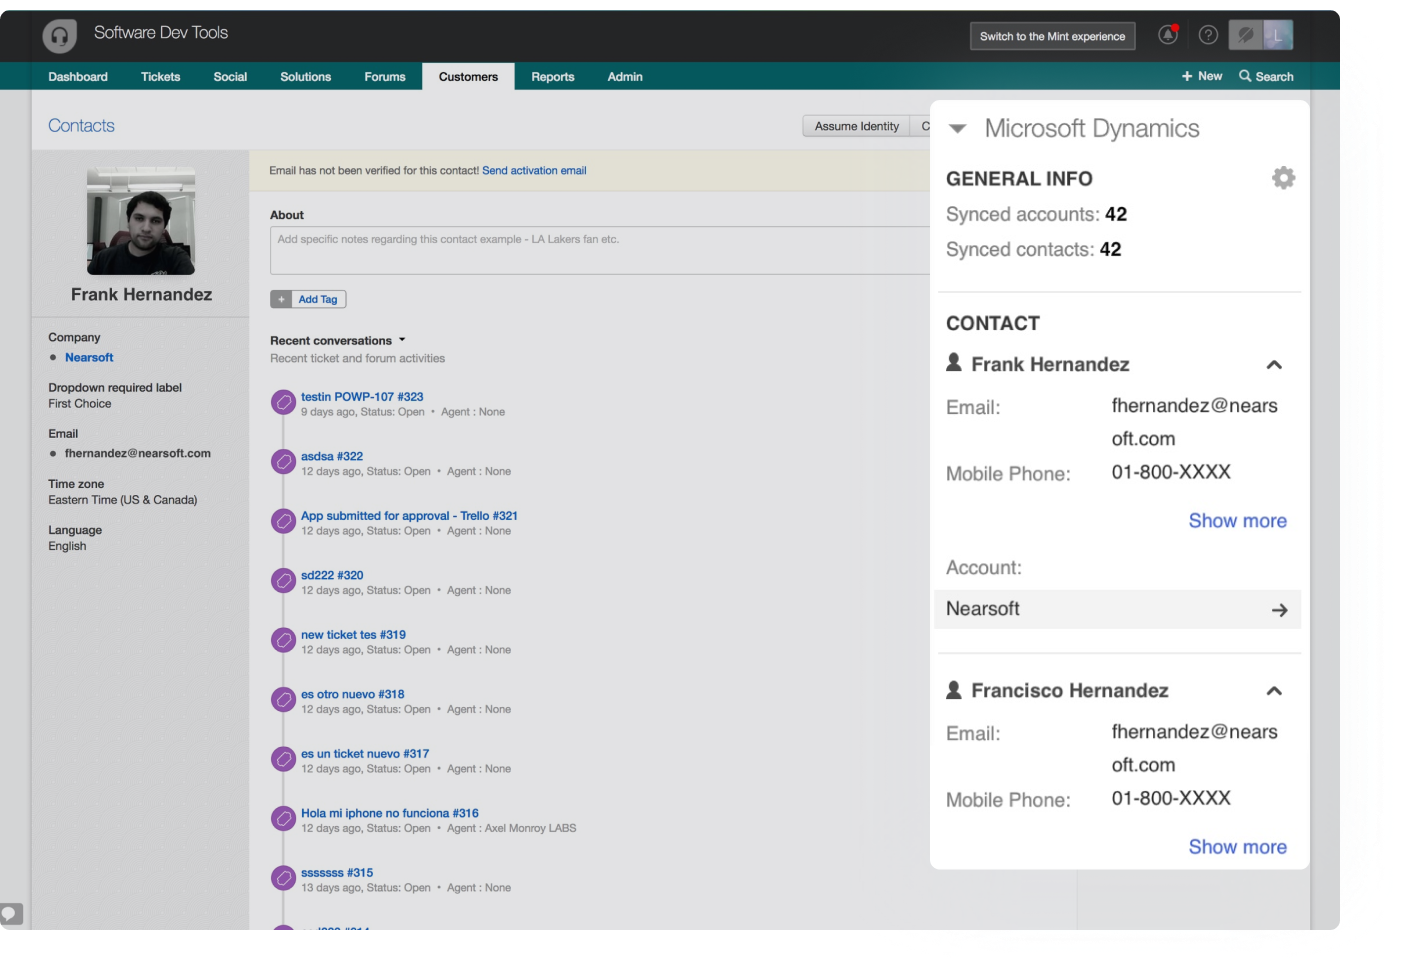 Software Dev Tools
Switch to the Mint experience
L
Dashboard Tickets Social Solutions Forums Customers Reports Admin
+ New Search
Contacts
Assume Identity C
Frank Hernandez
Company
Nearsoft
Dropdown required label
First Choice
Email
fhernandez@nearsoft.com
Time zone
Eastern Time (US & Canada)
Language
English
Email has not been verified for this contact! Send activation email
About
Add specific notes regarding this contact example - LA Lakers fan etc.
+ Add Tag
Recent conversations
Recent ticket and forum activities
testin POWP-107 #323
9 days ago, Status: Open • Agent : None
asdsa #322
12 days ago, Status: Open • Agent : None
App submitted for approval - Trello #321
12 days ago, Status: Open • Agent : None
sd222 #320
12 days ago, Status: Open • Agent : None
new ticket tes #319
12 days ago, Status: Open • Agent : None
es otro nuevo #318
12 days ago, Status: Open • Agent : None
es un ticket nuevo #317
12 days ago, Status: Open • Agent : None
Hola mi iphone no funciona #316
12 days ago, Status: Open • Agent : Axel Monroy LABS
sssssss #315
13 days ago, Status: Open • Agent : None
Microsoft Dynamics
GENERAL INFO
Synced accounts: 42
Synced contacts: 42
CONTACT
Frank Hernandez
Email: fhernandez@nears
oft.com
Mobile Phone: 01-800-XXXX
Show more
Account:
Nearsoft
Francisco Hernandez
Email: fhernandez@nears
oft.com
Mobile Phone: 01-800-XXXX
Show more